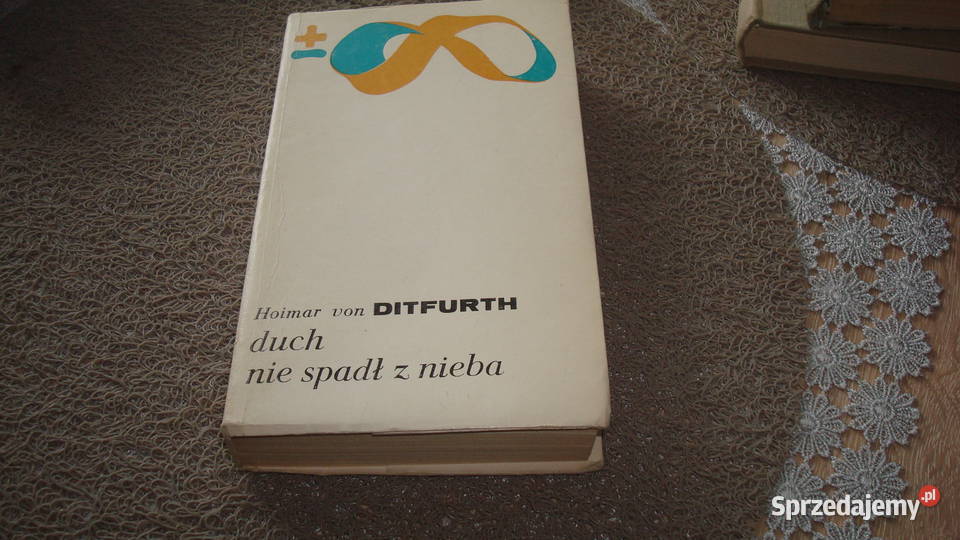 ±
Hoimar von DITFURTH
duch
nie spadł z nieba
Sprzedajemy.pl